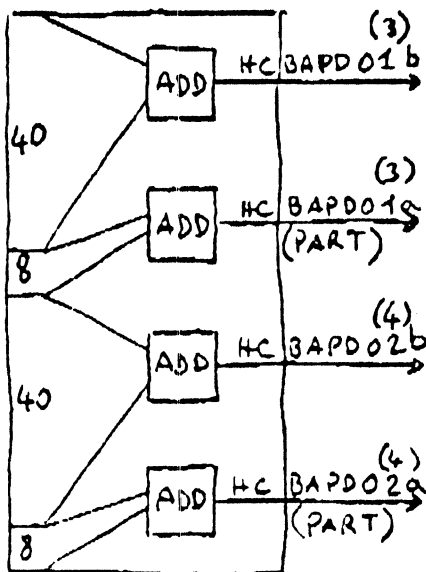 (3)
ADD HC BAPD01b
40
(3)
ADD HC BAPD01a
(PART)
8
(4)
ADD HC BAPD02b
40
(4)
ADD HC BAPD02a
(PART)
8